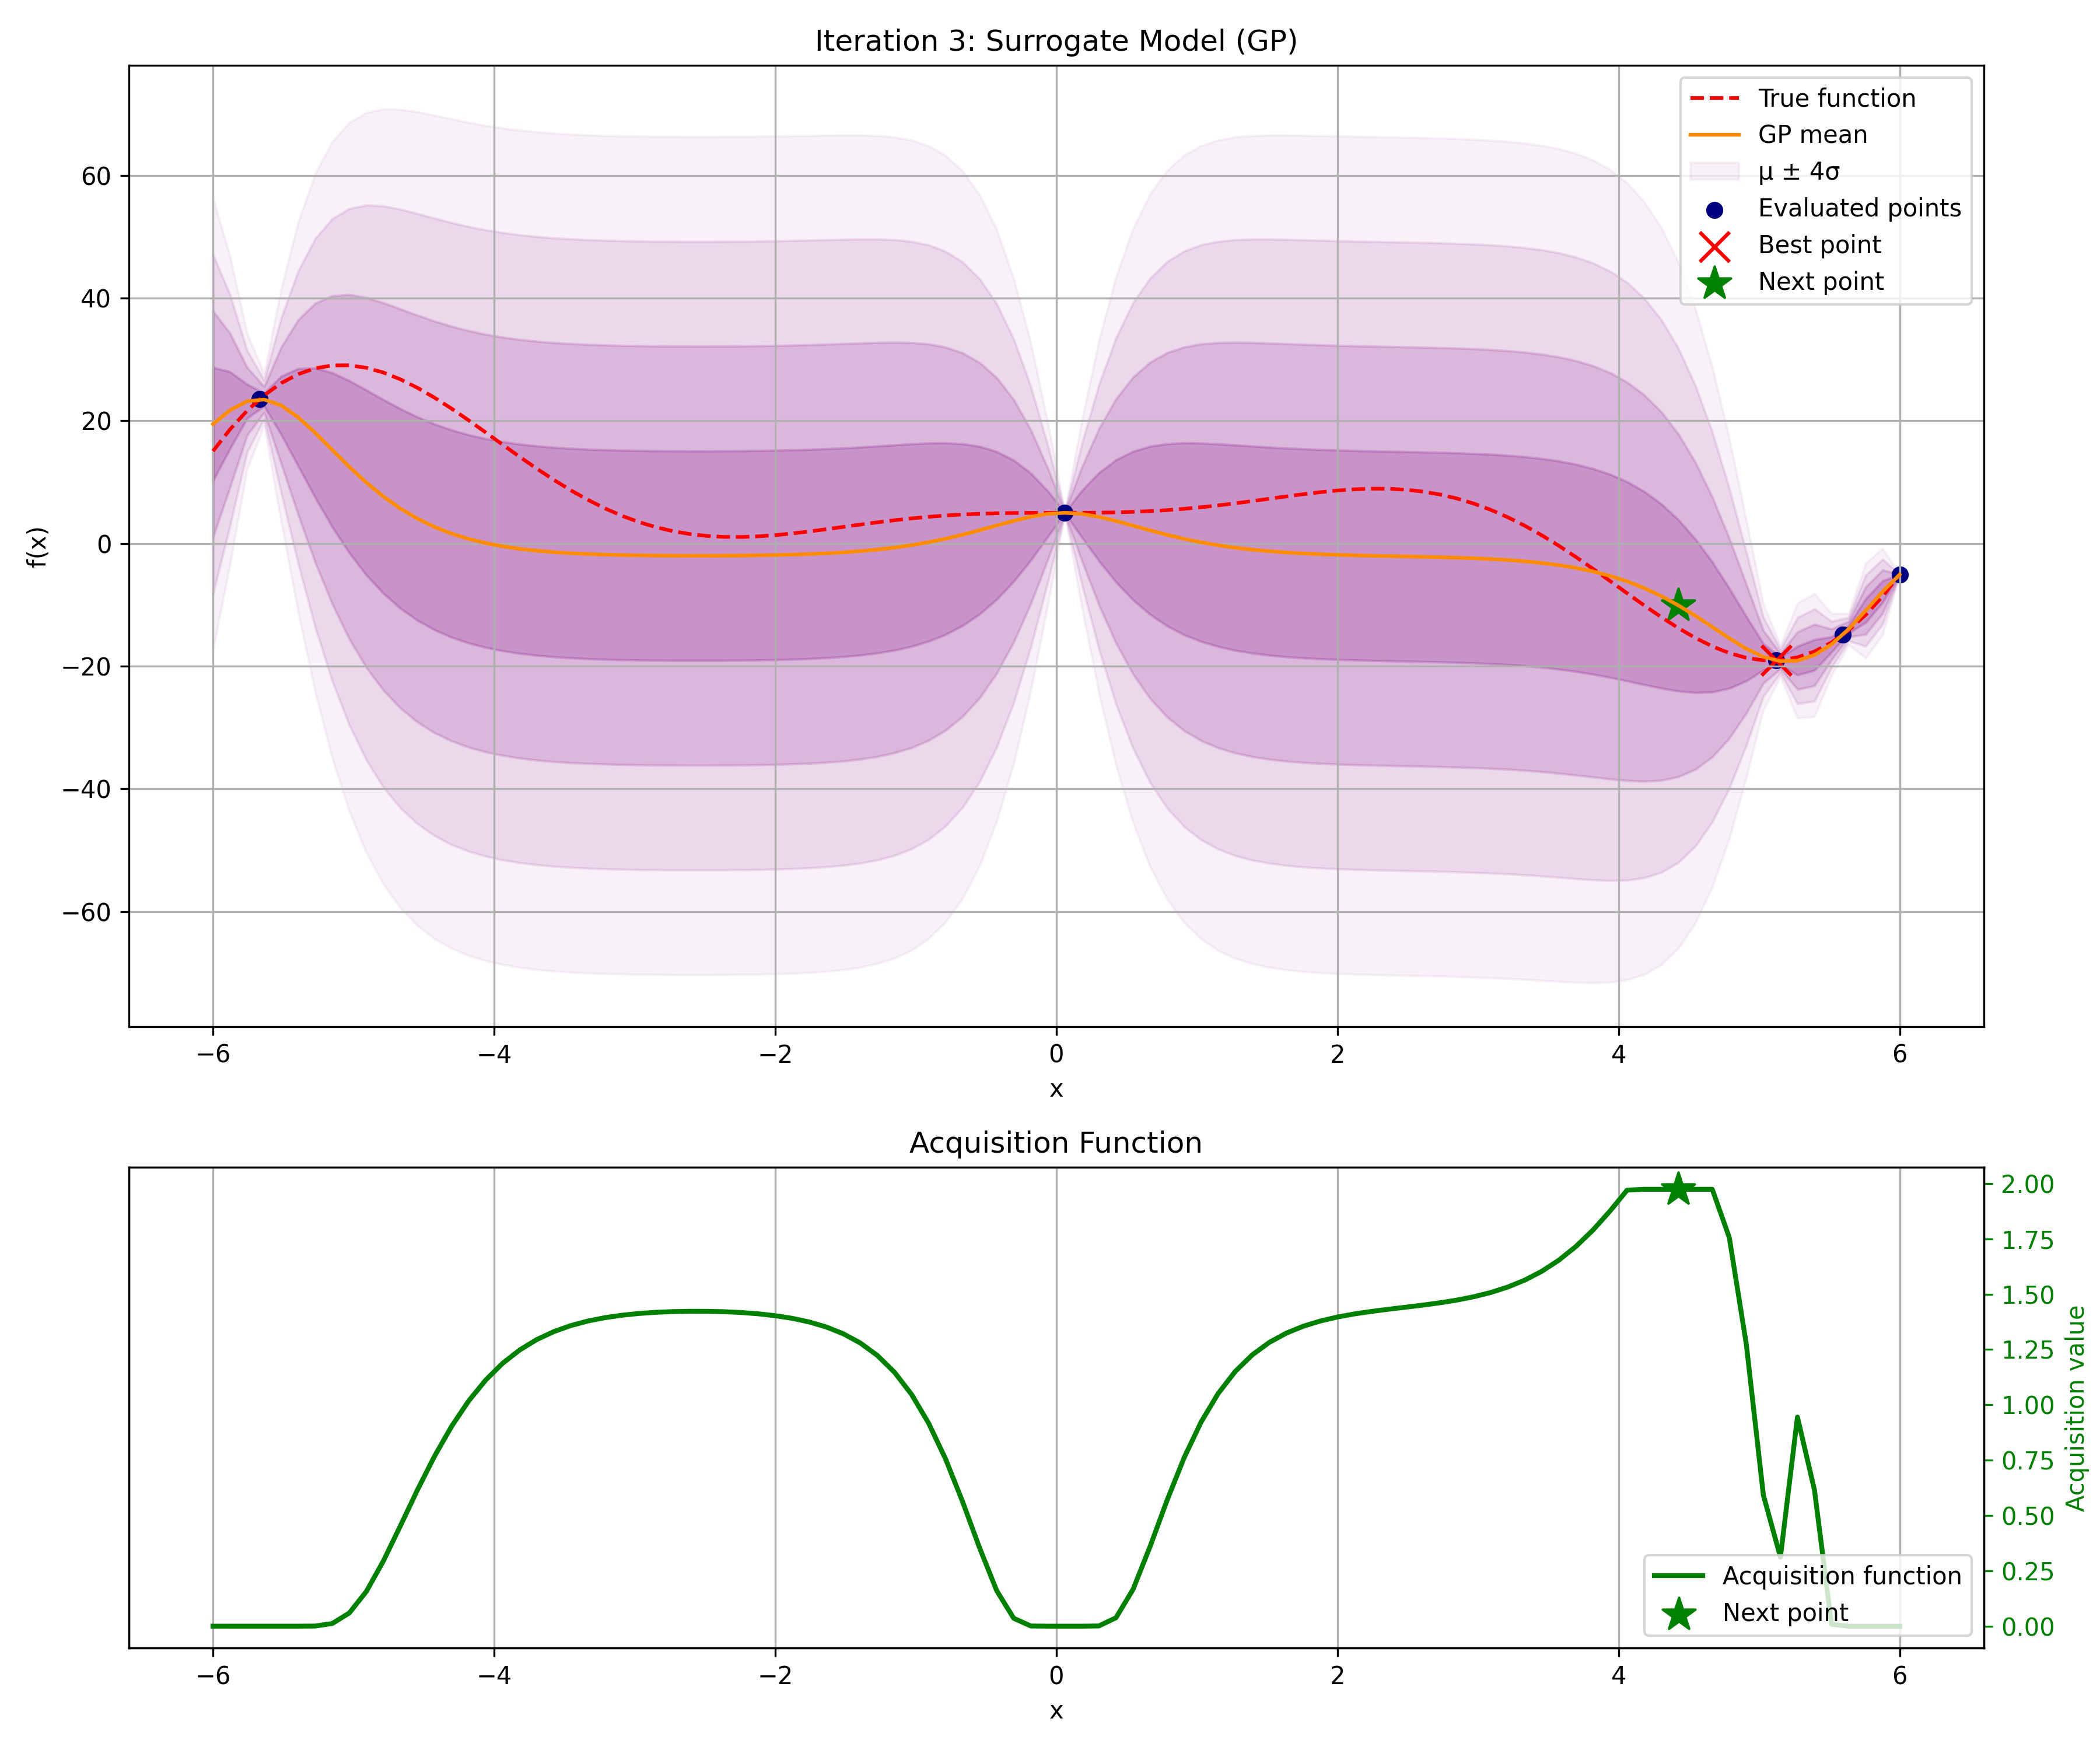 Iteration 3: Surrogate Model (GP)
True function
GP mean
μ ± 4σ
Evaluated points
Best point
Next point
60
40
20
0
−20
−40
−60
f(x)
−6
−4
−2
0
2
4
6
x
Acquisition Function
2.00
1.75
1.50
1.25
1.00
0.75
0.50
0.25
0.00
Acquisition value
Acquisition function
Next point
−6
−4
−2
0
2
4
6
x